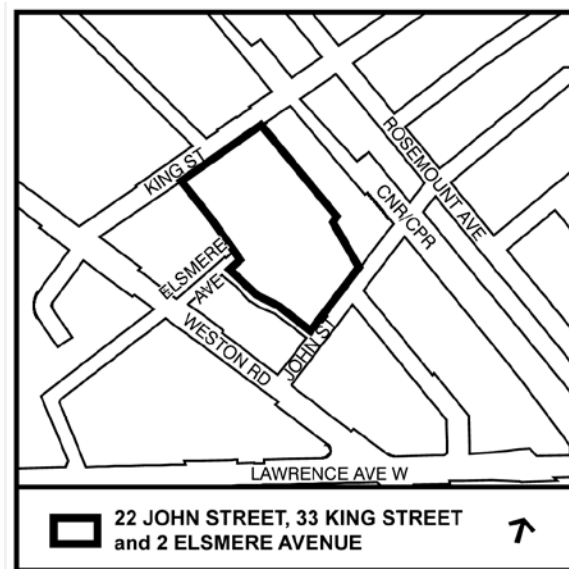 KING ST
ROSEMOUNT AVE
CNR/CPR
ELSMERE
AVE
WESTON RD
JOHN ST
LAWRENCE AVE W
22 JOHN STREET, 33 KING STREET
and 2 ELSMERE AVENUE